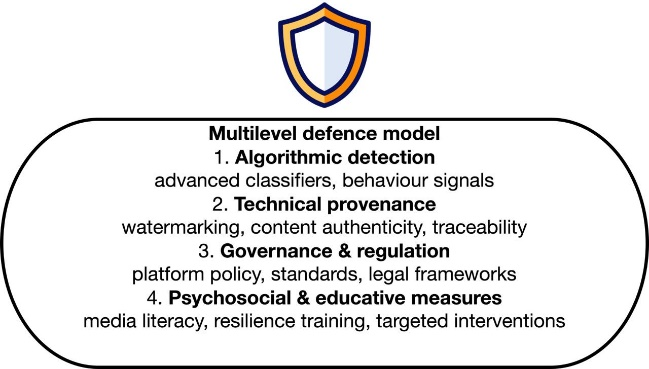 Multilevel defence model
1. Algorithmic detection
advanced classifiers, behaviour signals
2. Technical provenance
watermarking, content authenticity, traceability
3. Governance & regulation
platform policy, standards, legal frameworks
4. Psychosocial & educative measures
media literacy, resilience training, targeted interventions